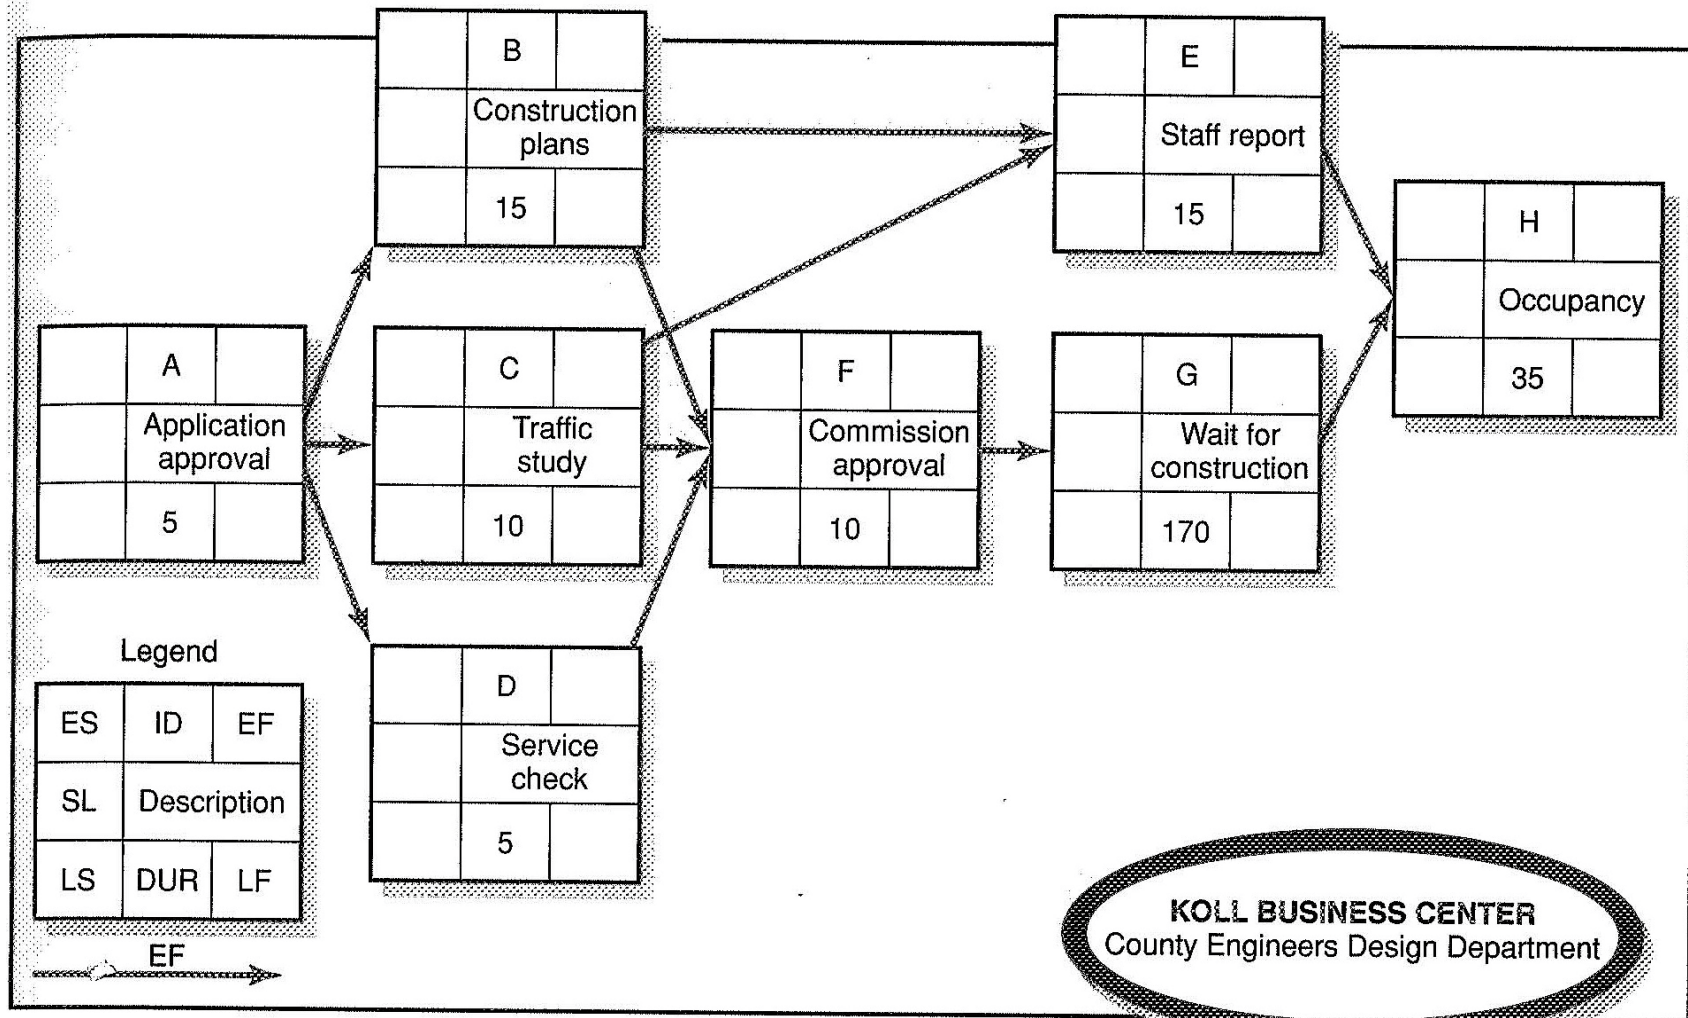 B
Construction
plans
15
E
Staff report
15
H
Occupancy
35
A
Application
approval
5
C
Traffic
study
10
F
Commission
approval
10
G
Wait for
construction
170
D
Service
check
5
Legend
ES ID EF
SL Description
LS DUR LF
EF
KOLL BUSINESS CENTER
County Engineers Design Department